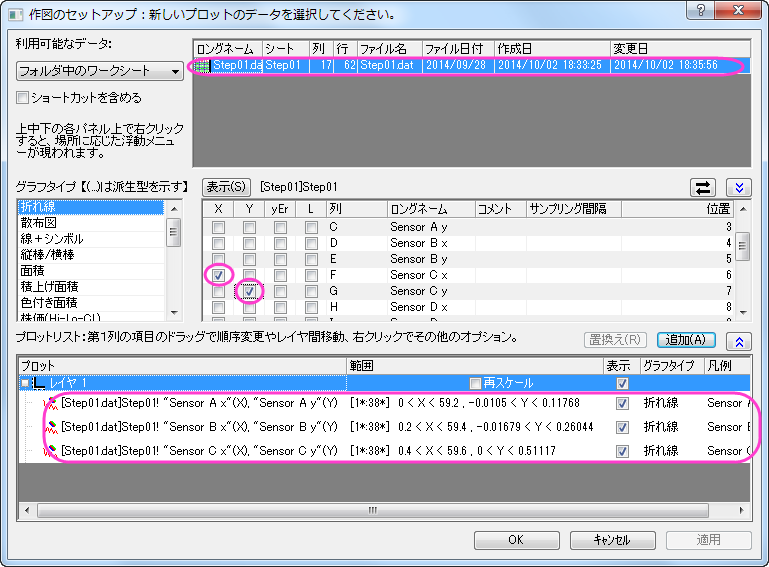 作図のセットアップ：新しいプロットのデータを選択してください。
利用可能なデータ:
フォルダ中のワークシート
ショートカットを含める
上中下の各パネル上で右クリック
すると、場所に応じた浮動メニュ
ーが現われます。
ロングネーム シート 列 行 ファイル名 ファイル日付 作成日 変更日
Step01.da Step01 17 62 Step01.dat 2014/09/28 2014/10/02 18:33:25 2014/10/02 18:35:56
グラフタイプ【(...)は派生型を示す】
表示(S) [Step01]Step01
折れ線
散布図
線＋シンボル
縦棒/横棒
面積
積上げ面積
色付き面積
株価(Hi-Lo-Cl)
X Y yEr L 列 ロングネーム コメント サンプリング間隔 位置
C Sensor A y 3
D Sensor B x 4
E Sensor B y 5
F Sensor C x 6
G Sensor C y 7
H Sensor D x 8
プロットリスト：第1列の項目のドラッグで順序変更やレイヤ間移動、右クリックでその他のオプション。
置換え(R) 追加(A)
プロット 範囲 表示 グラフタイプ 凡例
レイヤ 1 再スケール
[Step01.dat]Step01! "Sensor A x"(X), "Sensor A y"(Y) [1*:38*] 0 < X < 59.2 , -0.0105 < Y < 0.11768 折れ線 Sensor A
[Step01.dat]Step01! "Sensor B x"(X), "Sensor B y"(Y) [1*:38*] 0.2 < X < 59.4 , -0.01679 < Y < 0.26044 折れ線 Sensor B
[Step01.dat]Step01! "Sensor C x"(X), "Sensor C y"(Y) [1*:38*] 0.4 < X < 59.6 , 0 < Y < 0.51117 折れ線 Sensor C
OK キャンセル 適用